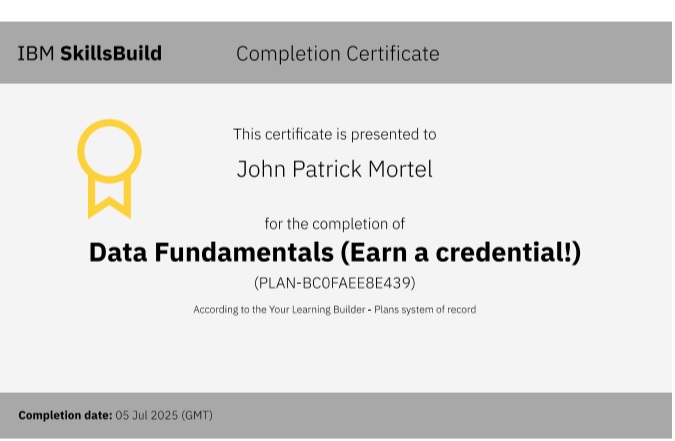 IBM SkillsBuild
Completion Certificate
This certificate is presented to
John Patrick Mortel
for the completion of
Data Fundamentals (Earn a credential!)
(PLAN-BC0FAEE8E439)
According to the Your Learning Builder - Plans system of record
Completion date: 05 Jul 2025 (GMT)